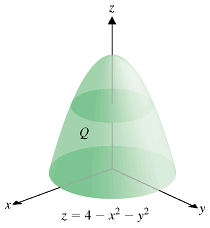 z
Q
x
y
z = 4 − x² − y²